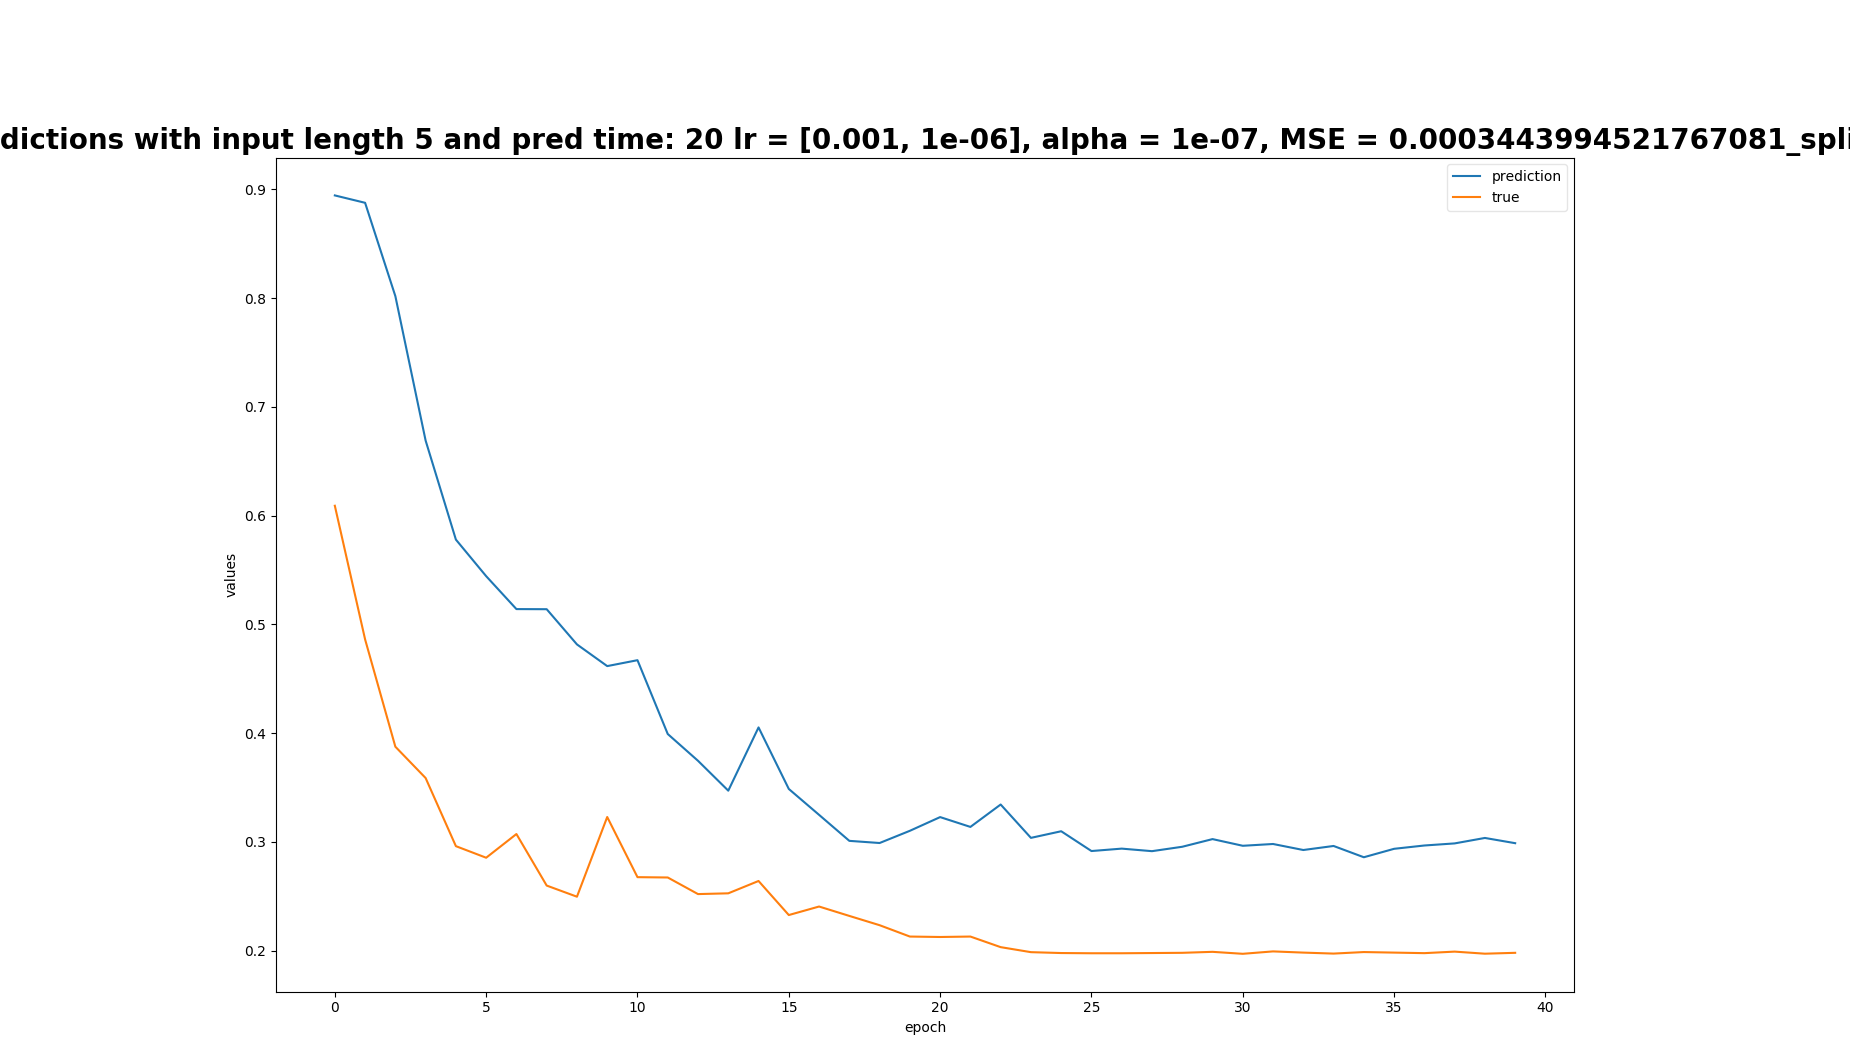 dictions with input length 5 and pred time: 20 lr = [0.001, 1e-06], alpha = 1e-07, MSE = 0.0003443994521767081_spli
prediction
true
0.9
0.8
0.7
0.6
0.5
0.4
0.3
0.2
values
0 5 10 15 20 25 30 35 40
epoch